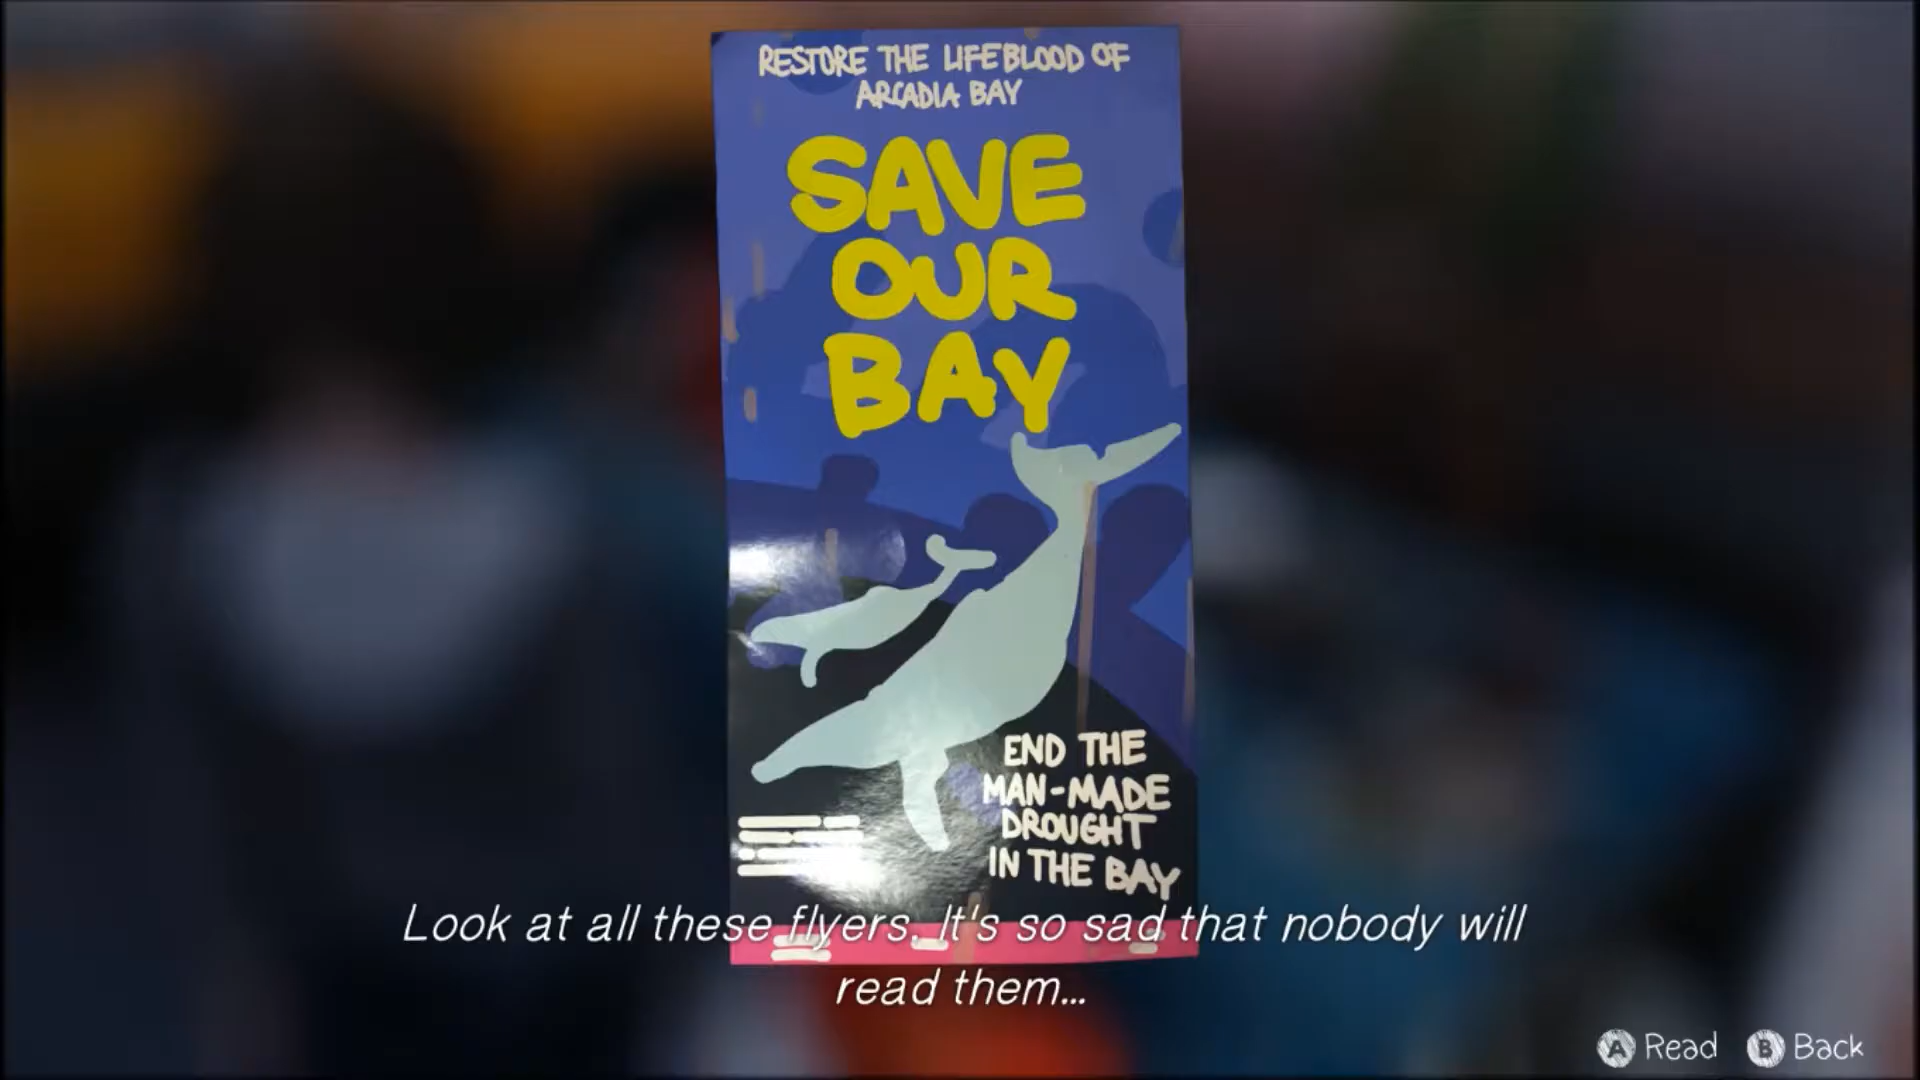 RESTORE THE LIFEBLOOD OF
ARCADIA BAY
SAVE
OUR
BAY
END THE
MAN-MADE
DROUGHT
IN THE BAY
Look at all these flyers. It's so sad that nobody will
read them...
A Read B Back